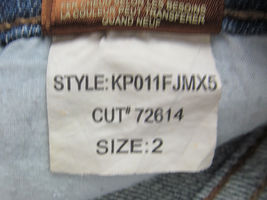 LA COULEUR PEUT
TRANSFERER
QUAND NEUF
STYLE:KP011FJMX5
CUT# 72614
SIZE:2